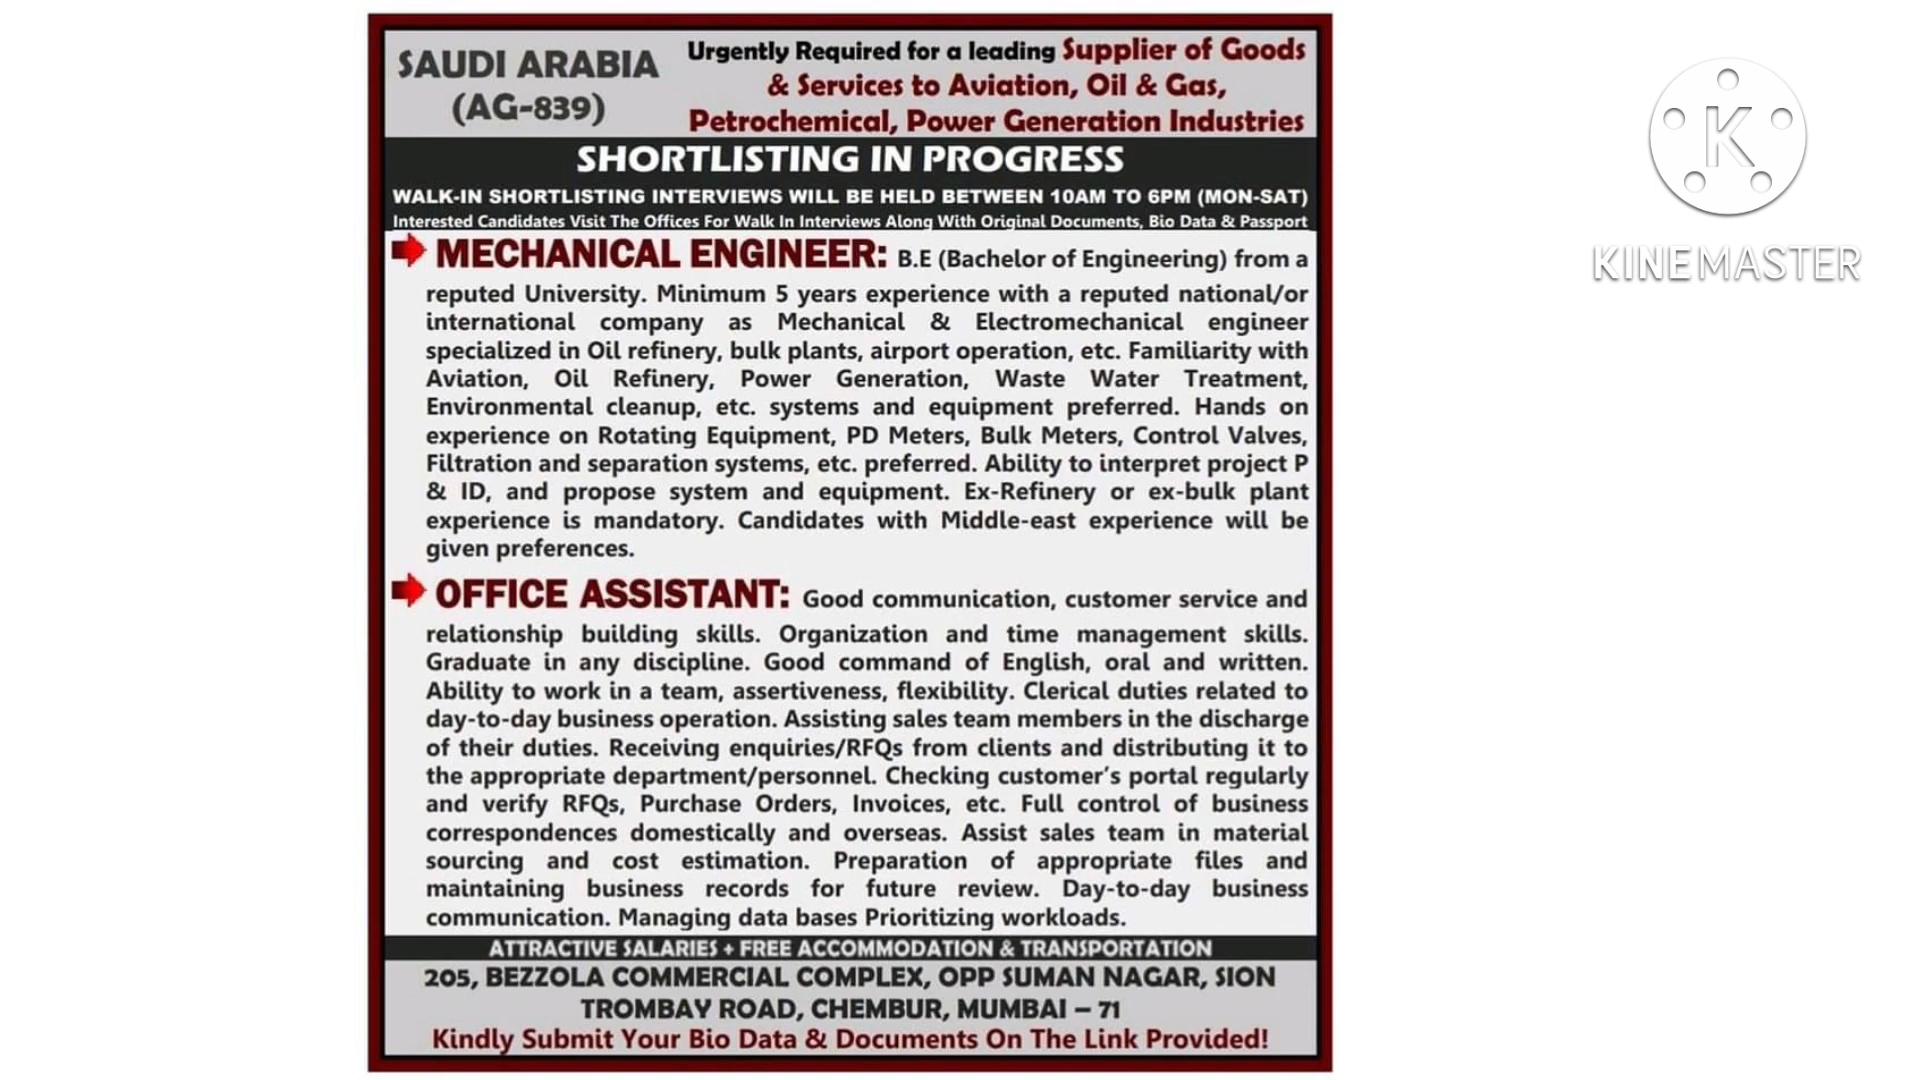 SAUDI ARABIA
(AG-839)
Urgently Required for a leading Supplier of Goods
& Services to Aviation, Oil & Gas,
Petrochemical, Power Generation Industries
SHORTLISTING IN PROGRESS
WALK-IN SHORTLISTING INTERVIEWS WILL BE HELD BETWEEN 10AM TO 6PM (MON-SAT)
Interested Candidates Visit The Offices For Walk In Interviews Along With Original Documents, Bio Data & Passport
MECHANICAL ENGINEER: B.E (Bachelor of Engineering) from a
reputed University. Minimum 5 years experience with a reputed national/or
international company as Mechanical & Electromechanical engineer
specialized in Oil refinery, bulk plants, airport operation, etc. Familiarity with
Aviation, Oil Refinery, Power Generation, Waste Water Treatment,
Environmental cleanup, etc. systems and equipment preferred. Hands on
experience on Rotating Equipment, PD Meters, Bulk Meters, Control Valves,
Filtration and separation systems, etc. preferred. Ability to interpret project P
& ID, and propose system and equipment. Ex-Refinery or ex-bulk plant
experience is mandatory. Candidates with Middle-east experience will be
given preferences.
OFFICE ASSISTANT: Good communication, customer service and
relationship building skills. Organization and time management skills.
Graduate in any discipline. Good command of English, oral and written.
Ability to work in a team, assertiveness, flexibility. Clerical duties related to
day-to-day business operation. Assisting sales team members in the discharge
of their duties. Receiving enquiries/RFQs from clients and distributing it to
the appropriate department/personnel. Checking customer's portal regularly
and verify RFQs, Purchase Orders, Invoices, etc. Full control of business
correspondences domestically and overseas. Assist sales team in material
sourcing and cost estimation. Preparation of appropriate files and
maintaining business records for future review. Day-to-day business
communication. Managing data bases Prioritizing workloads.
ATTRACTIVE SALARIES + FREE ACCOMMODATION & TRANSPORTATION
205, BEZZOLA COMMERCIAL COMPLEX, OPP SUMAN NAGAR, SION
TROMBAY ROAD, CHEMBUR, MUMBAI – 71
Kindly Submit Your Bio Data & Documents On The Link Provided!
K
KINEMASTER